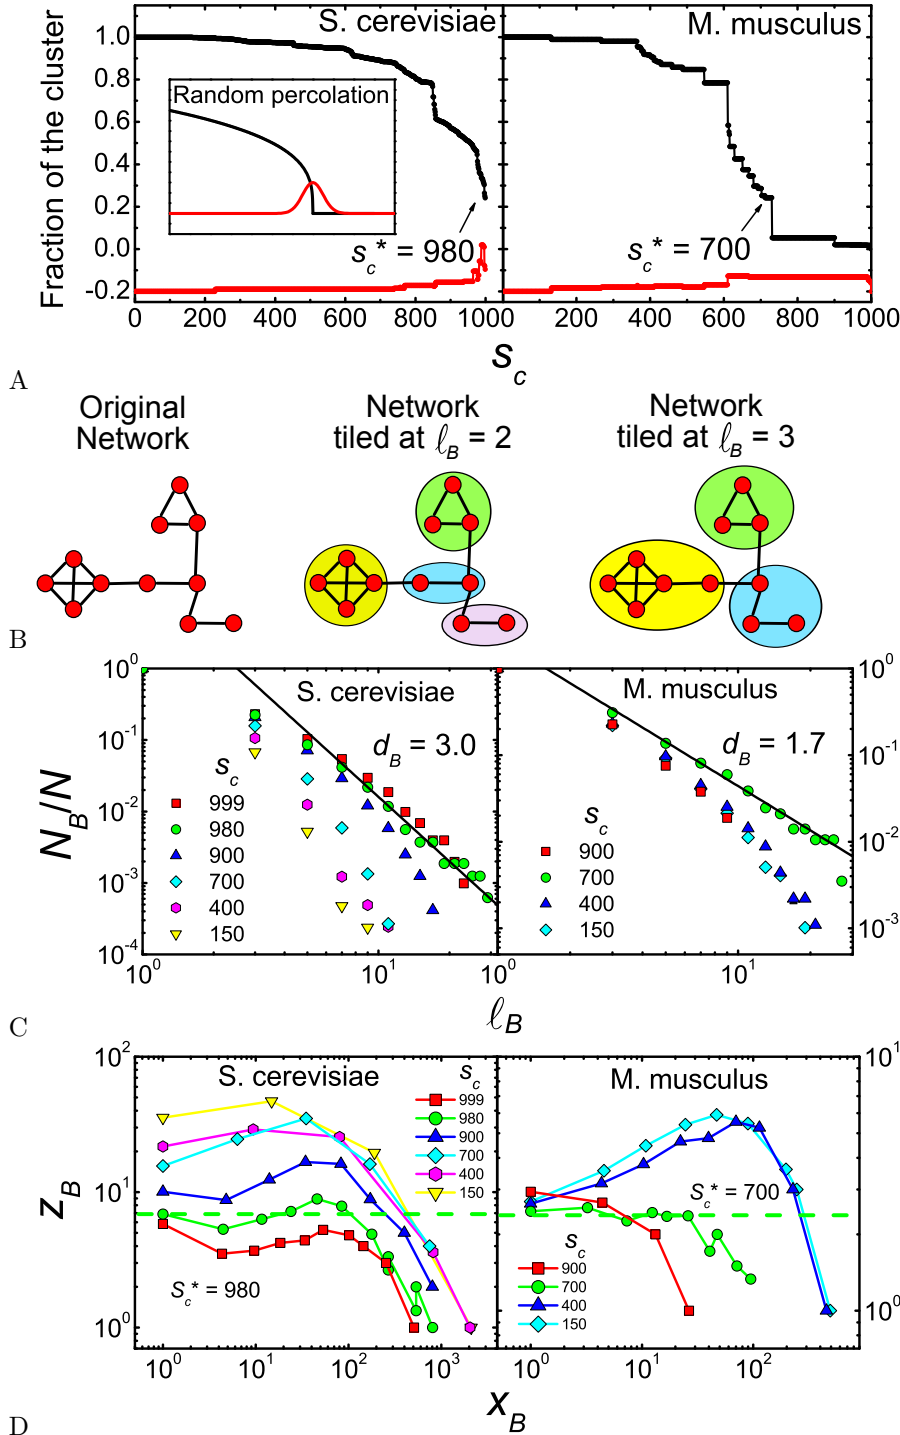 S. cerevisiae
M. musculus
Fraction of the cluster
1.0
0.8
0.6
0.4
0.2
0.0
-0.2
Random percolation
s_c* = 980
s_c* = 700
0 200 400 600 800 1000
0 200 400 600 800 1000
s_c
A
Original
Network
Network
tiled at ℓ_B = 2
Network
tiled at ℓ_B = 3
B
S. cerevisiae
M. musculus
d_B = 3.0
d_B = 1.7
N_B/N
10^0
10^-1
10^-2
10^-3
10^-4
s_c
999
980
900
700
400
150
s_c
900
700
400
150
10^0
10^-1
10^-2
10^-3
10^0 10^1 10^0 10^1
ℓ_B
C
S. cerevisiae
M. musculus
z_B
10^2
10^1
10^0
s_c
999
980
900
700
400
150
S_c* = 980
S_c* = 700
s_c
900
700
400
150
10^1
10^0
10^0 10^1 10^2 10^3 10^0 10^1 10^2
x_B
D